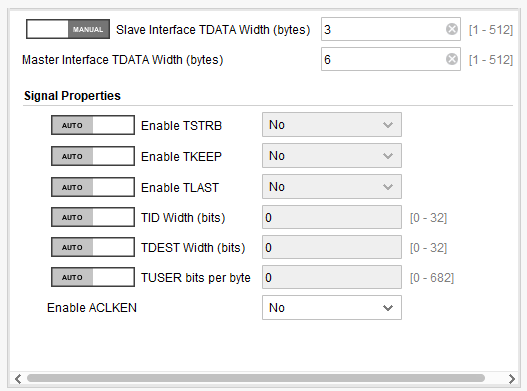 MANUAL Slave Interface TDATA Width (bytes) 3 [1 - 512]
Master Interface TDATA Width (bytes) 6 [1 - 512]
Signal Properties
AUTO Enable TSTRB No
AUTO Enable TKEEP No
AUTO Enable TLAST No
AUTO TID Width (bits) 0 [0 - 32]
AUTO TDEST Width (bits) 0 [0 - 32]
AUTO TUSER bits per byte 0 [0 - 682]
Enable ACLKEN No